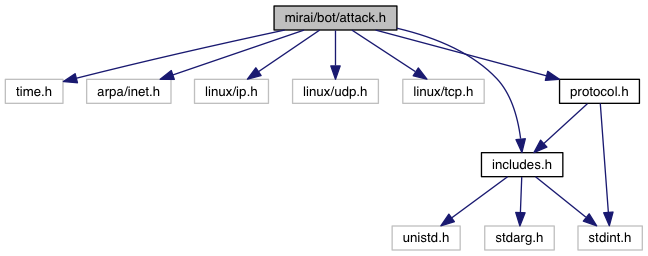 mirai/bot/attack.h
time.h
arpa/inet.h
linux/ip.h
linux/udp.h
linux/tcp.h
protocol.h
includes.h
unistd.h
stdarg.h
stdint.h